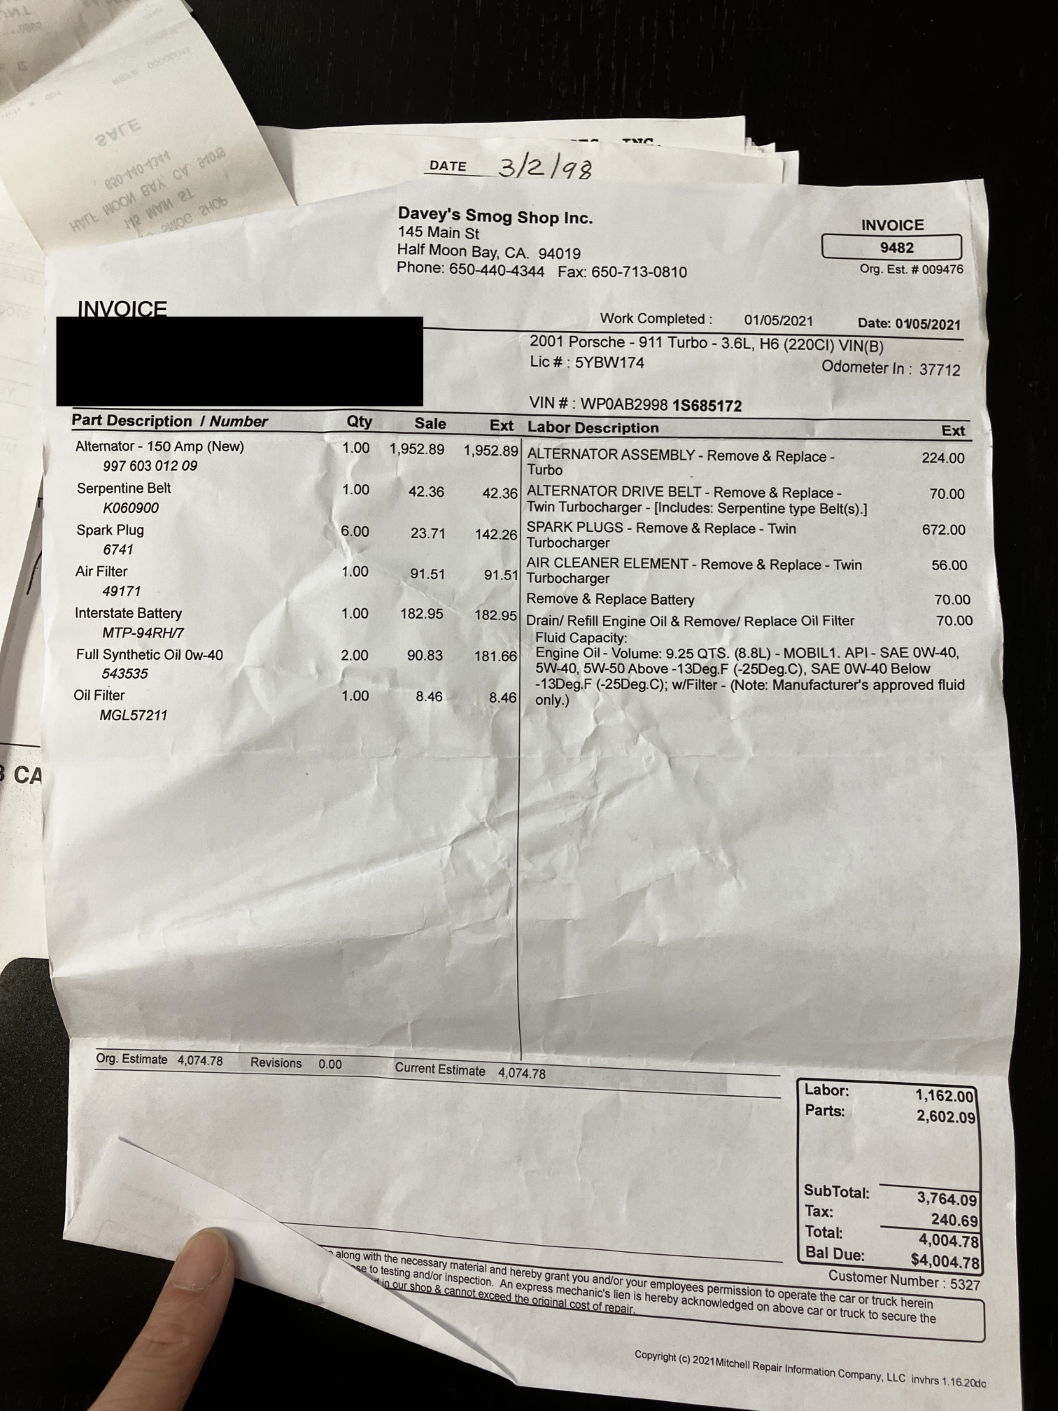 SALE
650-440-4344
HALF MOON BAY, CA 94019
145 MAIN ST
SMOG SHOP
INC.
DATE 3/2/98
Davey's Smog Shop Inc.
145 Main St
Half Moon Bay, CA. 94019
Phone: 650-440-4344 Fax: 650-713-0810
INVOICE
9482
Org. Est. # 009476
INVOICE
Work Completed : 01/05/2021 Date: 01/05/2021
2001 Porsche - 911 Turbo - 3.6L, H6 (220CI) VIN(B)
Lic # : 5YBW174 Odometer In : 37712
VIN # : WP0AB2998 1S685172
Part Description / Number Qty Sale Ext
Alternator - 150 Amp (New) 1.00 1,952.89 1,952.89
997 603 012 09
Serpentine Belt 1.00 42.36 42.36
K060900
Spark Plug 6.00 23.71 142.26
6741
Air Filter 1.00 91.51 91.51
49171
Interstate Battery 1.00 182.95 182.95
MTP-94RH/7
Full Synthetic Oil 0w-40 2.00 90.83 181.66
543535
Oil Filter 1.00 8.46 8.46
MGL57211
Labor Description Ext
ALTERNATOR ASSEMBLY - Remove & Replace - 224.00
Turbo
ALTERNATOR DRIVE BELT - Remove & Replace - 70.00
Twin Turbocharger - [Includes: Serpentine type Belt(s).]
SPARK PLUGS - Remove & Replace - Twin 672.00
Turbocharger
AIR CLEANER ELEMENT - Remove & Replace - Twin 56.00
Turbocharger
Remove & Replace Battery 70.00
Drain/ Refill Engine Oil & Remove/ Replace Oil Filter 70.00
Fluid Capacity:
Engine Oil - Volume: 9.25 QTS. (8.8L) - MOBIL1. API - SAE 0W-40,
5W-40, 5W-50 Above -13Deg.F (-25Deg.C), SAE 0W-40 Below
-13Deg.F (-25Deg.C); w/Filter - (Note: Manufacturer's approved fluid
only.)
CA
Org. Estimate 4,074.78 Revisions 0.00 Current Estimate 4,074.78
Labor: 1,162.00
Parts: 2,602.09
SubTotal: 3,764.09
Tax: 240.69
Total: 4,004.78
Bal Due: $4,004.78
Customer Number : 5327
along with the necessary material and hereby grant you and/or your employees permission to operate the car or truck herein
to testing and/or inspection. An express mechanic's lien is hereby acknowledged on above car or truck to secure the
in our shop & cannot exceed the original cost of repair.
Copyright (c) 2021 Mitchell Repair Information Company, LLC invhrs 1.16.20dc